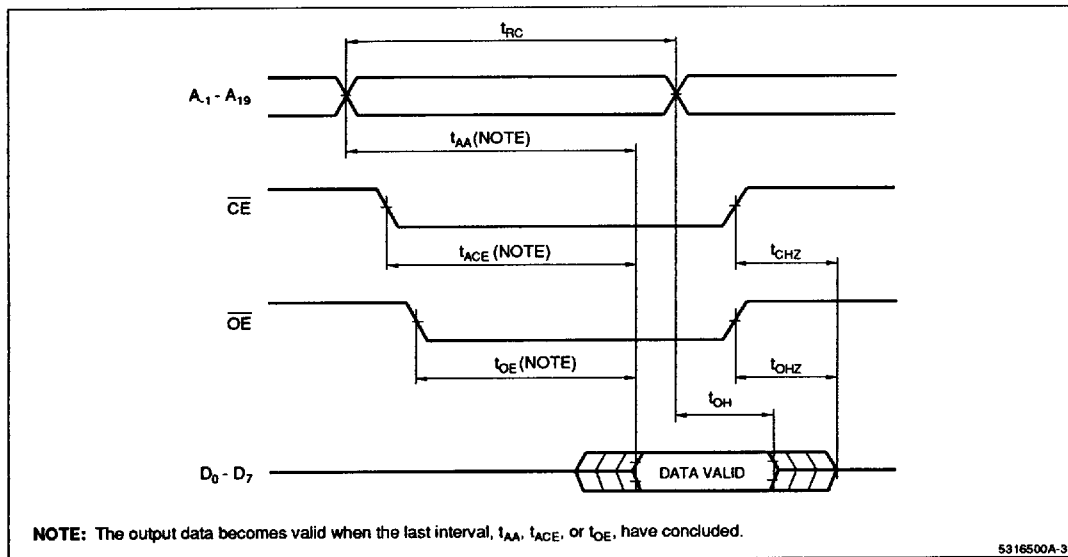 tRC
A-1 - A19
tAA (NOTE)
CE
tACE (NOTE)
tCHZ
OE
tOE (NOTE)
tOHZ
tOH
D0 - D7
DATA VALID
NOTE: The output data becomes valid when the last interval, tAA, tACE, or tOE, have concluded.
5316500A-3